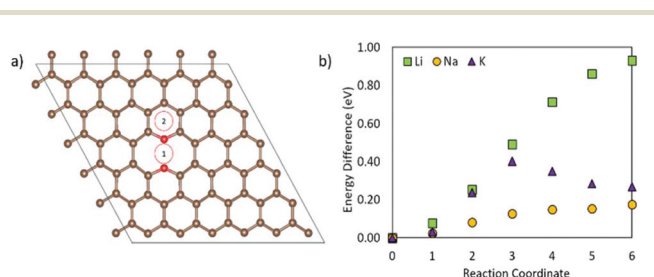 a)
2
1
b)
Energy Difference (eV)
1.00
0.80
0.60
0.40
0.20
0.00
Li Na K
0 1 2 3 4 5 6
Reaction Coordinate